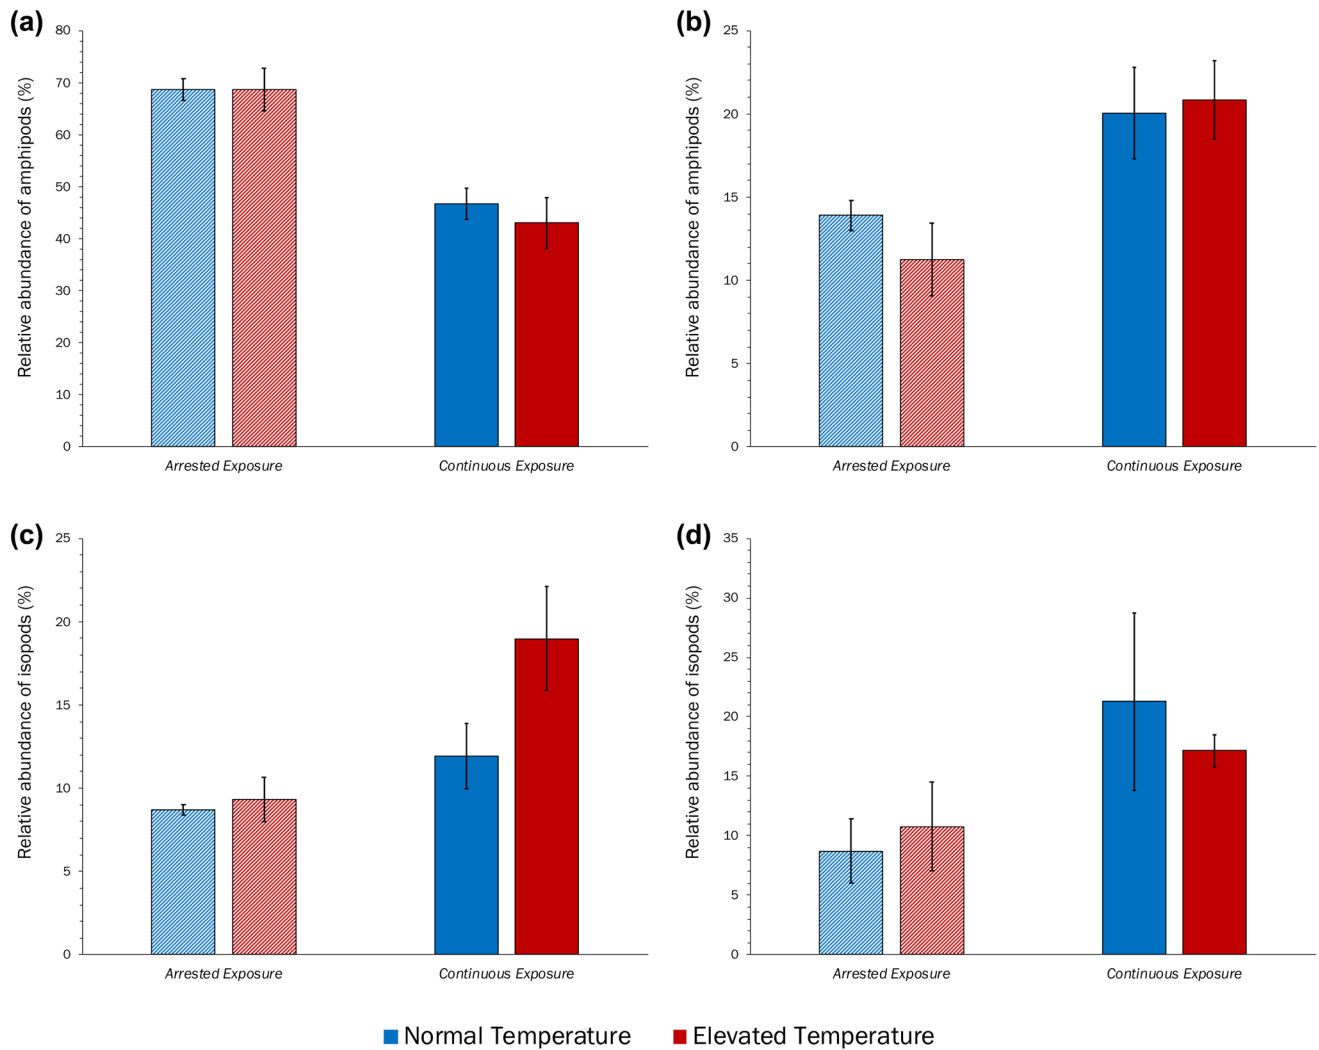 (a)
Relative abundance of amphipods (%)
80
70
60
50
40
30
20
10
0
Arrested Exposure
Continuous Exposure
(b)
Relative abundance of amphipods (%)
25
20
15
10
5
0
Arrested Exposure
Continuous Exposure
(c)
Relative abundance of isopods (%)
25
20
15
10
5
0
Arrested Exposure
Continuous Exposure
(d)
Relative abundance of isopods (%)
35
30
25
20
15
10
5
0
Arrested Exposure
Continuous Exposure
Normal Temperature
Elevated Temperature